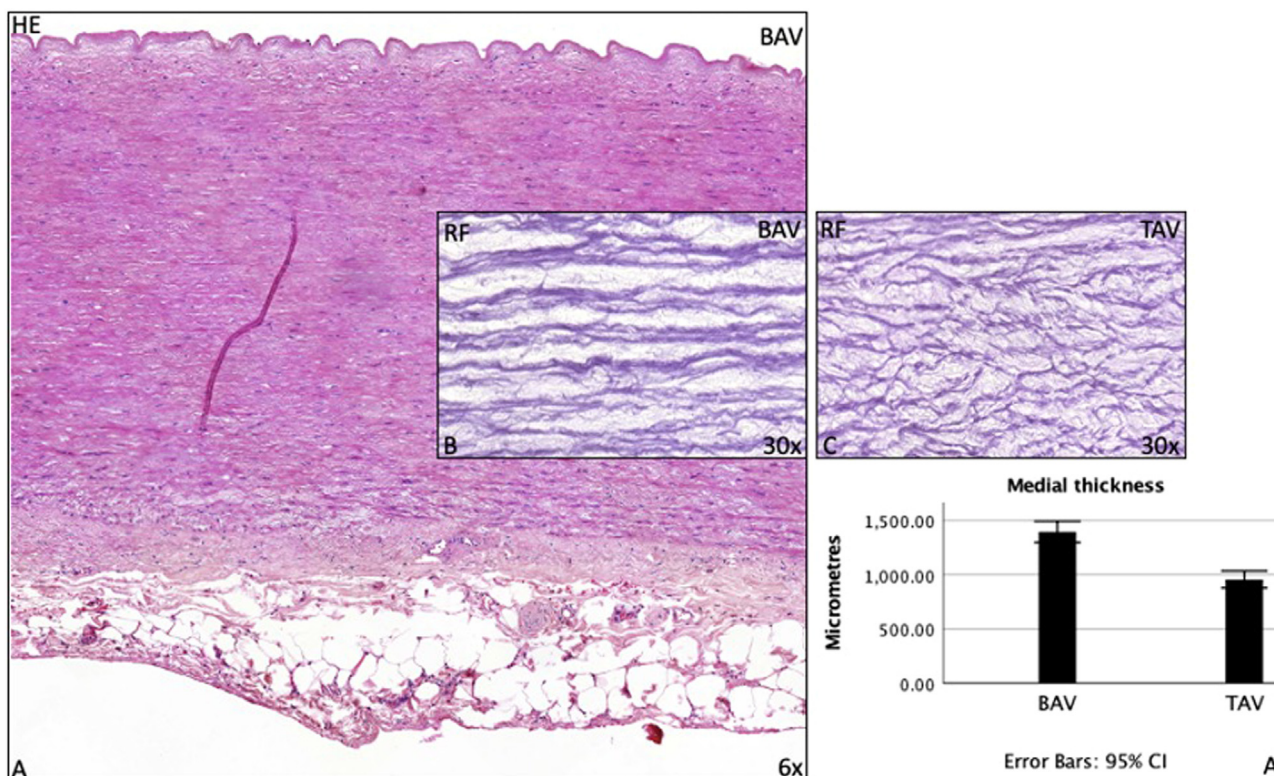 HE
BAV
RF
BAV
B
30x
RF
TAV
C
30x
A
6x
Medial thickness
Micrometres
1,500.00
1,000.00
500.00
0.00
BAV
TAV
Error Bars: 95% CI
A